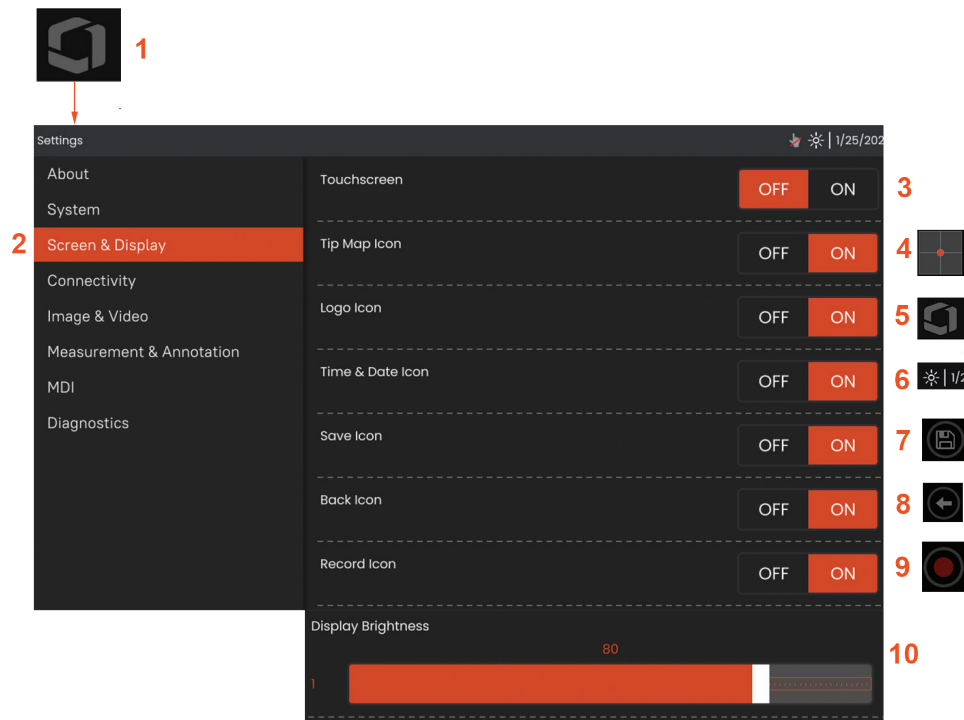 1
Settings
1/25/202
About
System
2 Screen & Display
Connectivity
Image & Video
Measurement & Annotation
MDI
Diagnostics
Touchscreen OFF ON 3
Tip Map Icon OFF ON 4
Logo Icon OFF ON 5
Time & Date Icon OFF ON 6 1/2
Save Icon OFF ON 7
Back Icon OFF ON 8
Record Icon OFF ON 9
Display Brightness
80
10
1